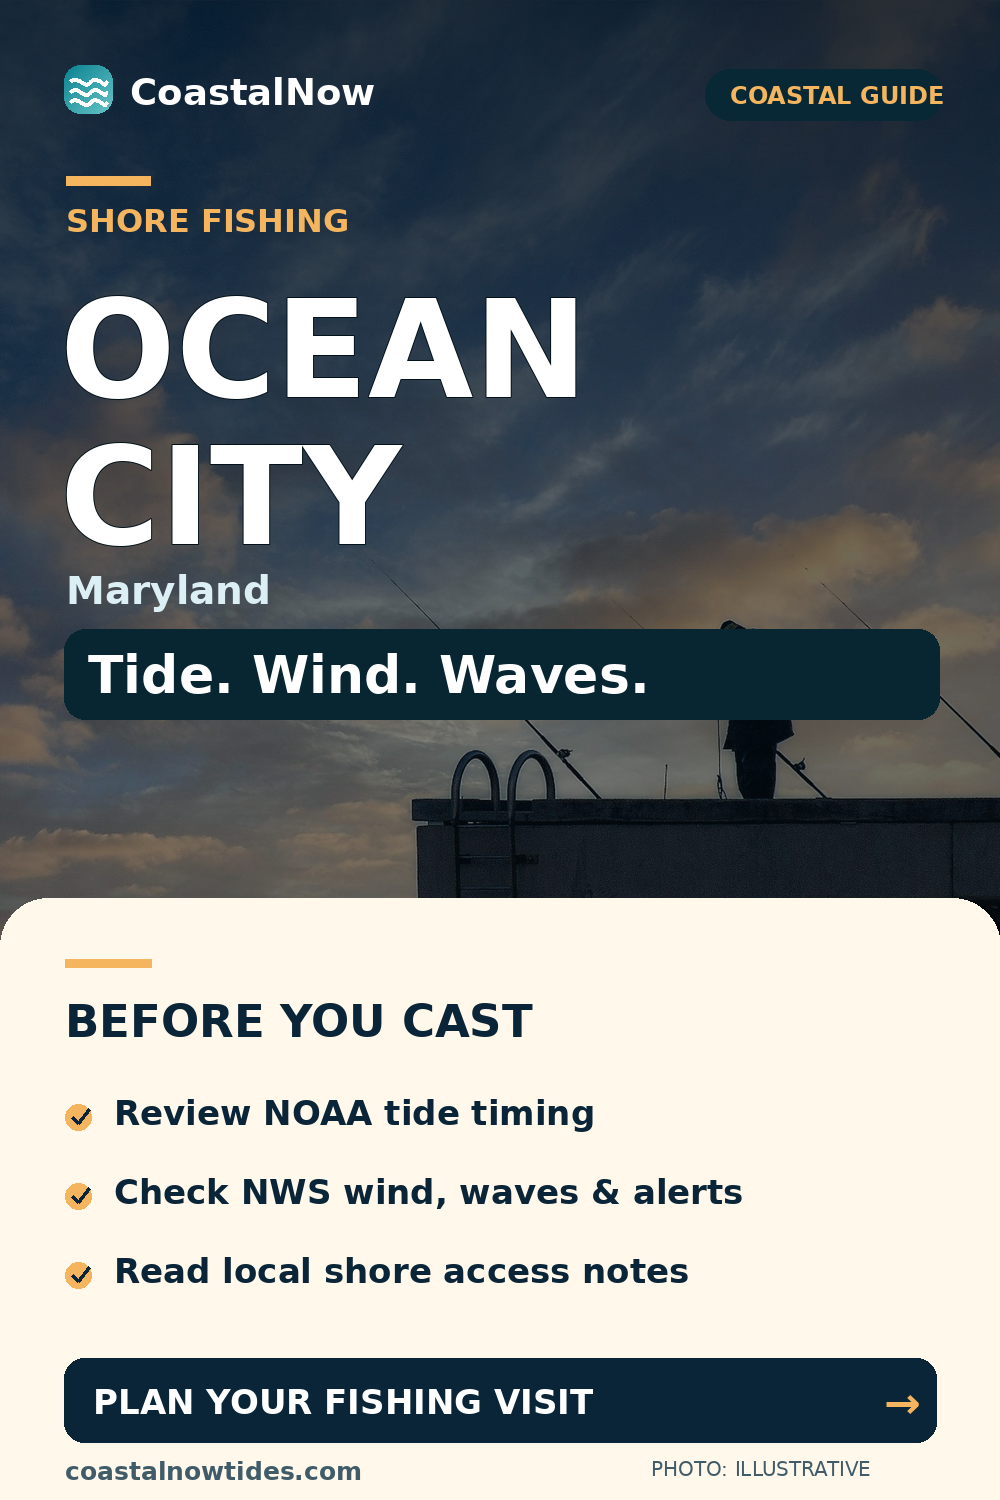 CoastalNow
COASTAL GUIDE
SHORE FISHING
OCEAN
CITY
Maryland
Tide. Wind. Waves.
BEFORE YOU CAST
Review NOAA tide timing
Check NWS wind, waves & alerts
Read local shore access notes
PLAN YOUR FISHING VISIT →
coastalnowtides.com
PHOTO: ILLUSTRATIVE